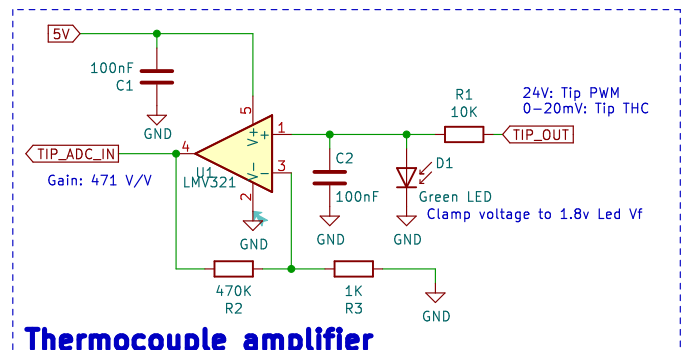 5V
100nF
C1
GND
5
V+
+
1
4
TIP_ADC_IN
Gain: 471 V/V
U1
LMV321
V-
-
3
2
GND
C2
100nF
GND
R1
10K
24V: Tip PWM
0-20mV: Tip THC
TIP_OUT
D1
Green LED
Clamp voltage to 1.8v Led Vf
GND
470K
R2
1K
R3
GND
Thermocouple amplifier